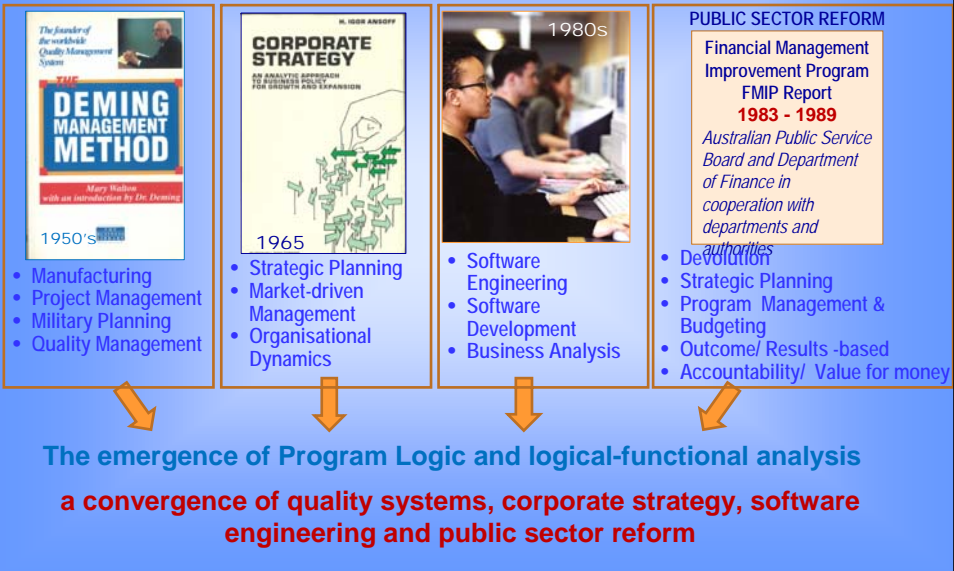 The founder of
the worldwide
Quality Management
System
THE
DEMING
MANAGEMENT
METHOD
Mary Walton
with an introduction by Dr. Deming
1950's
• Manufacturing
• Project Management
• Military Planning
• Quality Management
H. IGOR ANSOFF
CORPORATE
STRATEGY
AN ANALYTIC APPROACH
TO BUSINESS POLICY
FOR GROWTH AND EXPANSION
1965
• Strategic Planning
• Market-driven
Management
• Organisational
Dynamics
1980s
• Software
Engineering
• Software
Development
• Business Analysis
PUBLIC SECTOR REFORM
Financial Management
Improvement Program
FMIP Report
1983 - 1989
Australian Public Service
Board and Department
of Finance in
cooperation with
departments and
authorities
• Devolution
• Strategic Planning
• Program Management &
Budgeting
• Outcome/ Results -based
• Accountability/ Value for money
The emergence of Program Logic and logical-functional analysis
a convergence of quality systems, corporate strategy, software
engineering and public sector reform